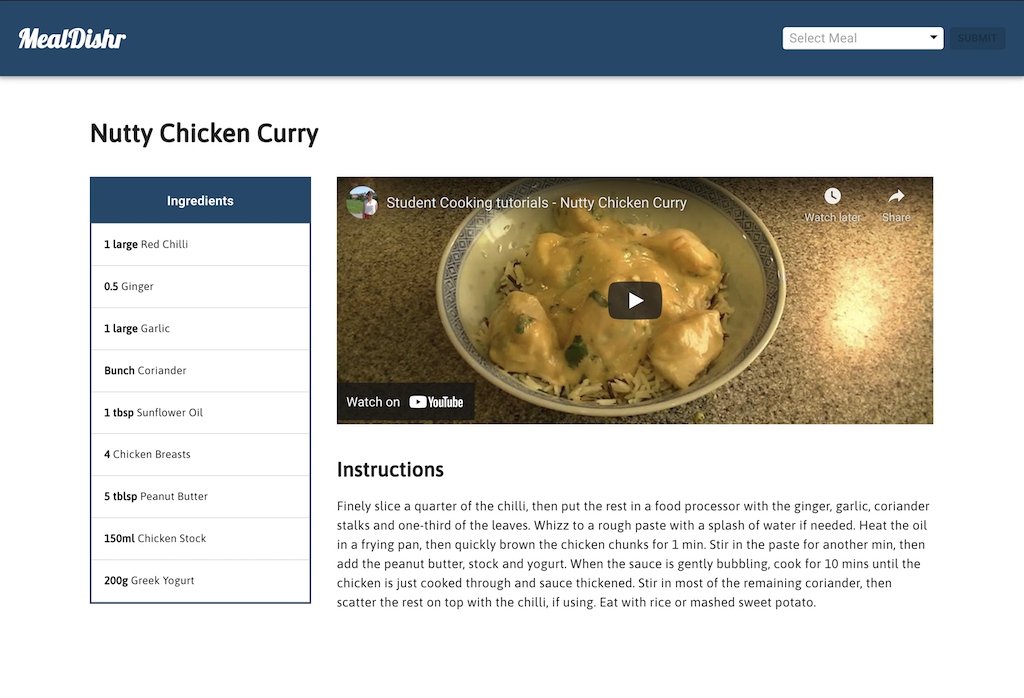 MealDishr
Select Meal
SUBMIT
Nutty Chicken Curry
Ingredients
1 large Red Chilli
0.5 Ginger
1 large Garlic
Bunch Coriander
1 tbsp Sunflower Oil
4 Chicken Breasts
5 tblsp Peanut Butter
150ml Chicken Stock
200g Greek Yogurt
Student Cooking tutorials - Nutty Chicken Curry
Watch later
Share
Watch on YouTube
Instructions
Finely slice a quarter of the chilli, then put the rest in a food processor with the ginger, garlic, coriander
stalks and one-third of the leaves. Whizz to a rough paste with a splash of water if needed. Heat the oil
in a frying pan, then quickly brown the chicken chunks for 1 min. Stir in the paste for another min, then
add the peanut butter, stock and yogurt. When the sauce is gently bubbling, cook for 10 mins until the
chicken is just cooked through and sauce thickened. Stir in most of the remaining coriander, then
scatter the rest on top with the chilli, if using. Eat with rice or mashed sweet potato.